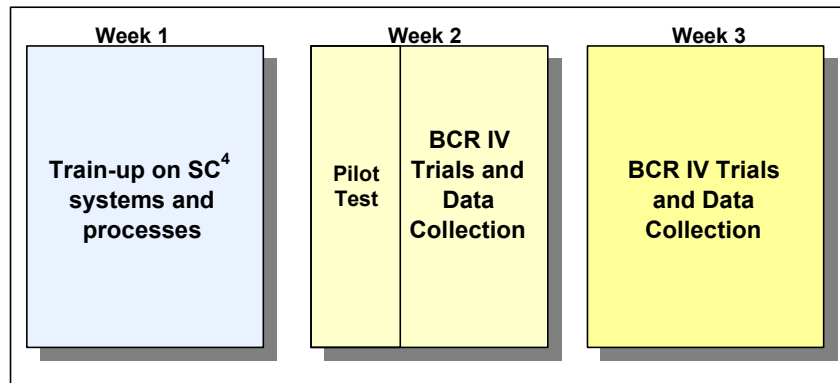 Week 1
Week 2
Week 3
Train-up on SC⁴
systems and
processes
Pilot
Test
BCR IV
Trials and
Data
Collection
BCR IV Trials
and Data
Collection